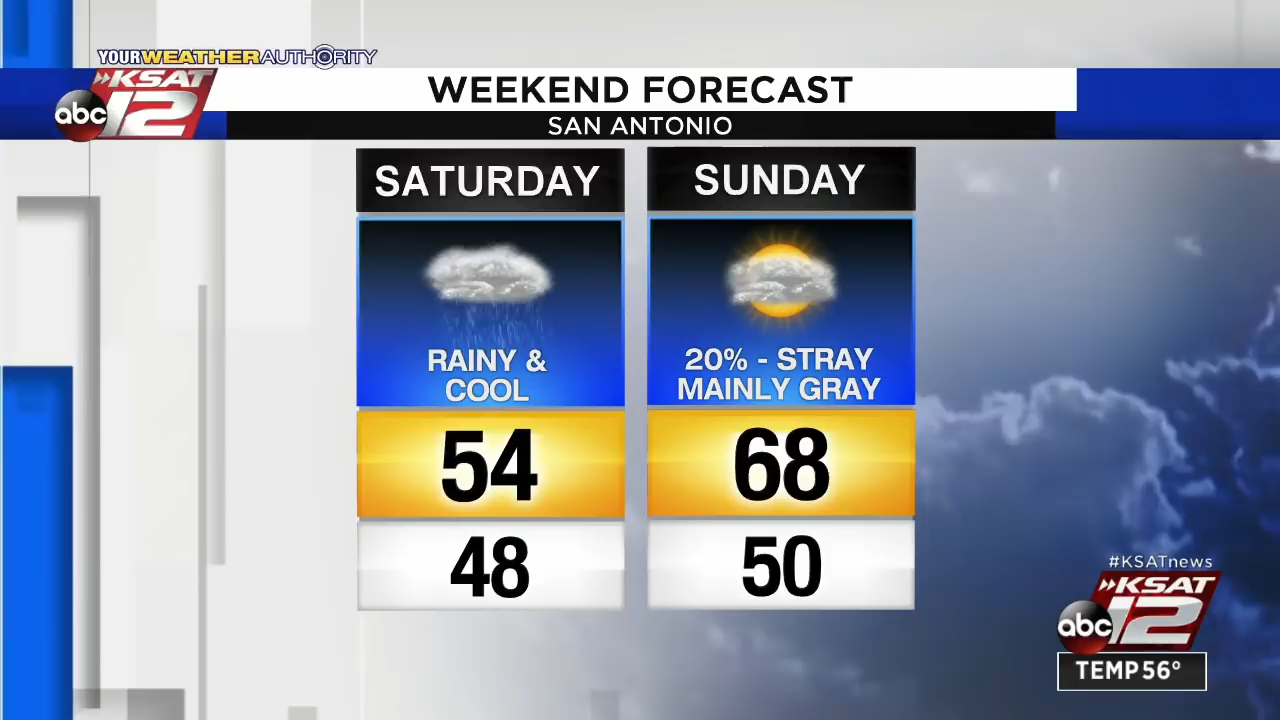 YOURWEATHERAUTHORITY
KSAT
abc 12
WEEKEND FORECAST
SAN ANTONIO
SATURDAY
RAINY &
COOL
54
48
SUNDAY
20% - STRAY
MAINLY GRAY
68
50
#KSATnews
KSAT
abc 12
TEMP 56°